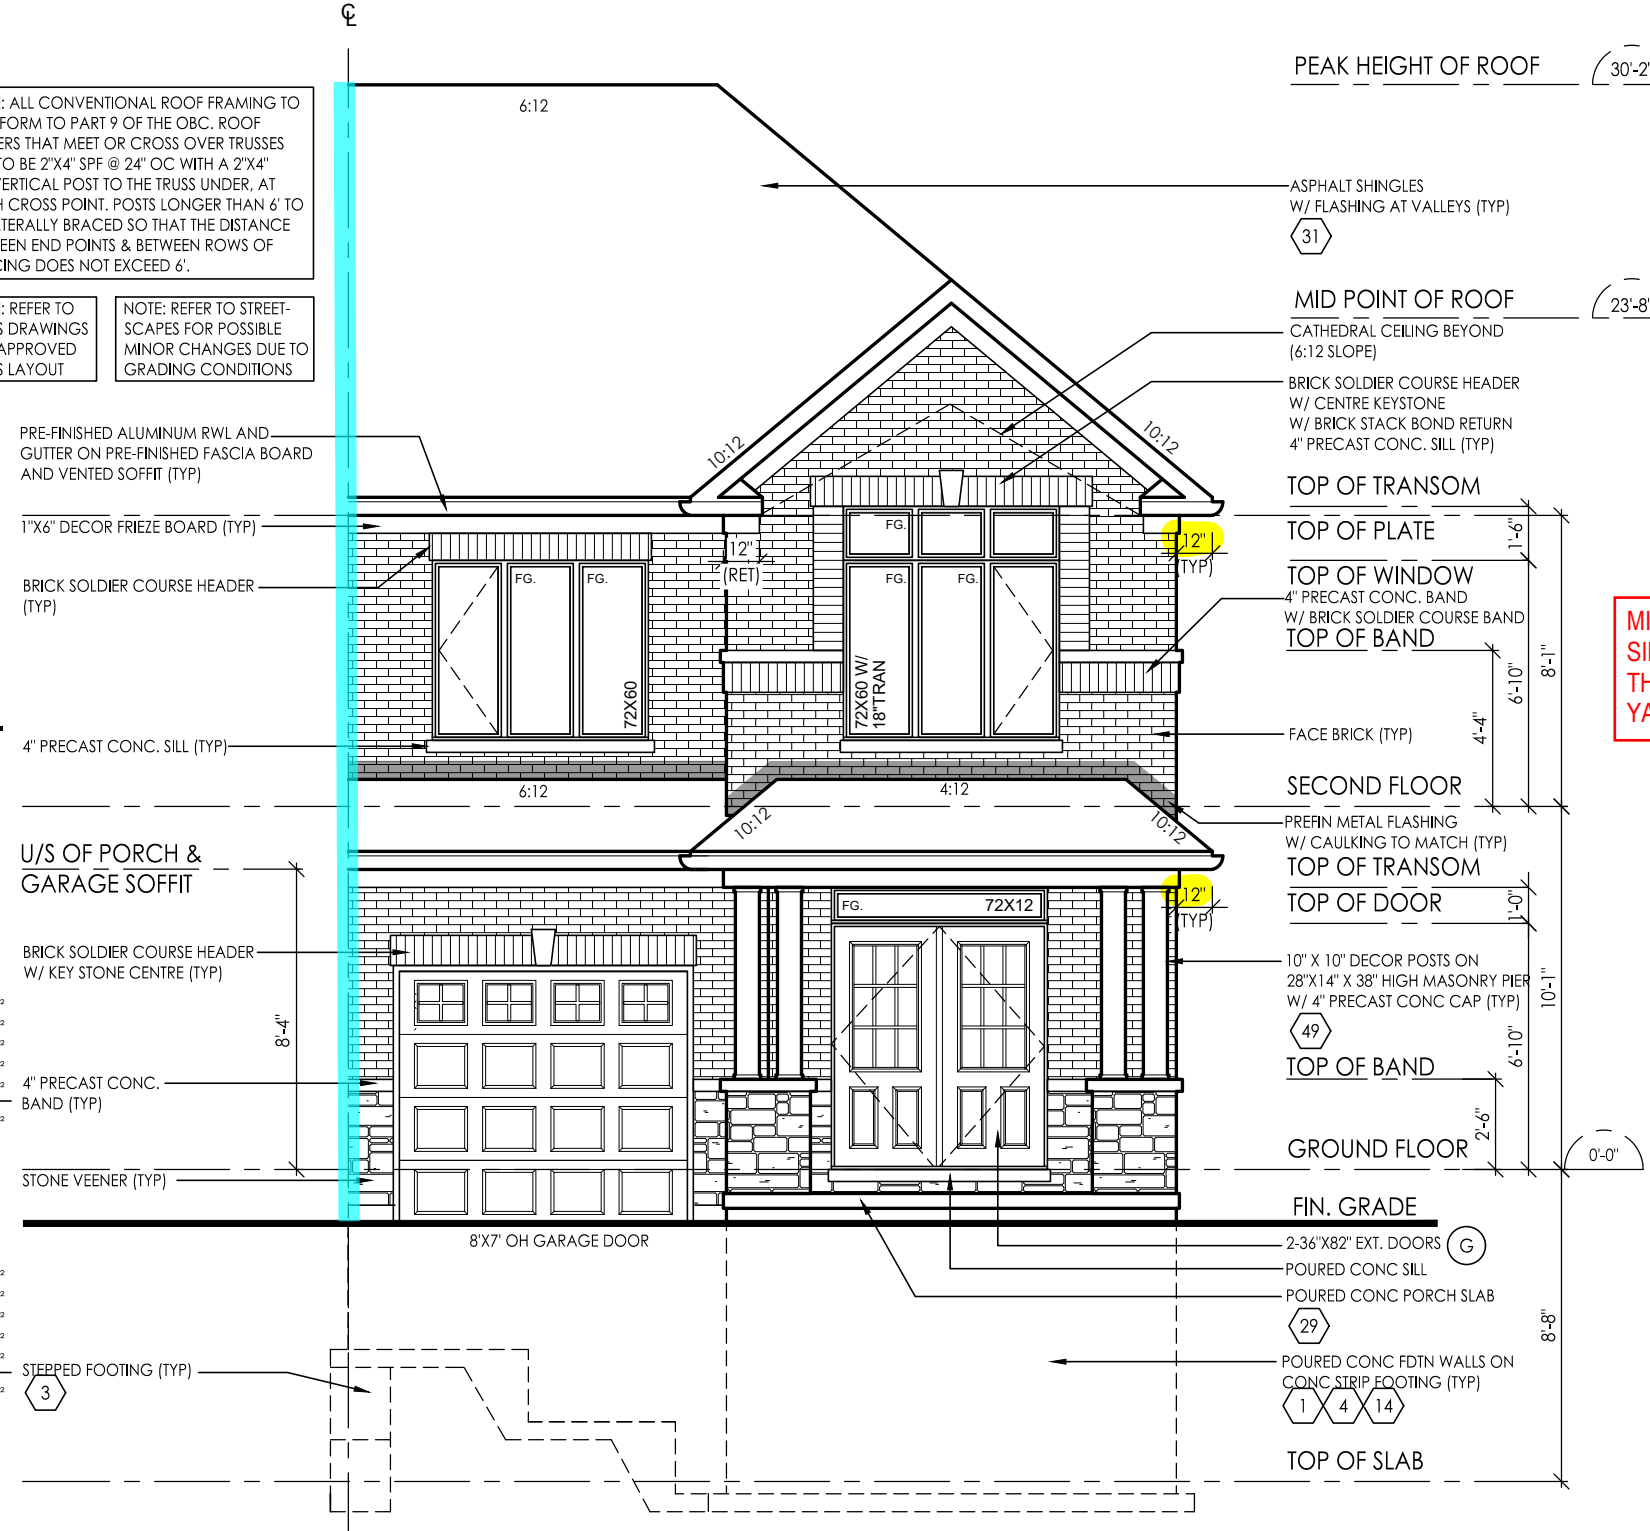 ℄
PEAK HEIGHT OF ROOF
30'-2"
: ALL CONVENTIONAL ROOF FRAMING TO
FORM TO PART 9 OF THE OBC. ROOF
ERS THAT MEET OR CROSS OVER TRUSSES
TO BE 2"X4" SPF @ 24" OC WITH A 2"X4"
VERTICAL POST TO THE TRUSS UNDER, AT
H CROSS POINT. POSTS LONGER THAN 6' TO
TERALLY BRACED SO THAT THE DISTANCE
EEN END POINTS & BETWEEN ROWS OF
CING DOES NOT EXCEED 6'.
: REFER TO
S DRAWINGS
APPROVED
S LAYOUT
NOTE: REFER TO STREET-
SCAPES FOR POSSIBLE
MINOR CHANGES DUE TO
GRADING CONDITIONS
6:12
ASPHALT SHINGLES
W/ FLASHING AT VALLEYS (TYP)
31
MID POINT OF ROOF
23'-8"
CATHEDRAL CEILING BEYOND
(6:12 SLOPE)
BRICK SOLDIER COURSE HEADER
W/ CENTRE KEYSTONE
W/ BRICK STACK BOND RETURN
4" PRECAST CONC. SILL (TYP)
10:12
10:12
PRE-FINISHED ALUMINUM RWL AND
GUTTER ON PRE-FINISHED FASCIA BOARD
AND VENTED SOFFIT (TYP)
1"X6" DECOR FRIEZE BOARD (TYP)
BRICK SOLDIER COURSE HEADER
(TYP)
TOP OF TRANSOM
TOP OF PLATE
1'-6"
TOP OF WINDOW
4" PRECAST CONC. BAND
W/ BRICK SOLDIER COURSE BAND
TOP OF BAND
12"
(RET)
12"
(TYP)
FG.
FG.
FG.
FG.
FG.
72X60
72X60 W/
18"TRAN
4'-4"
6'-10"
8'-1"
MI
SI
TH
YA
4" PRECAST CONC. SILL (TYP)
FACE BRICK (TYP)
6:12
4:12
10:12
10:12
SECOND FLOOR
PREFIN METAL FLASHING
W/ CAULKING TO MATCH (TYP)
U/S OF PORCH &
GARAGE SOFFIT
TOP OF TRANSOM
TOP OF DOOR
1'-0"
12"
(TYP)
FG.
72X12
BRICK SOLDIER COURSE HEADER
W/ KEY STONE CENTRE (TYP)
8'-4"
10" X 10" DECOR POSTS ON
28"X14" X 38" HIGH MASONRY PIER
W/ 4" PRECAST CONC CAP (TYP)
49
10'-1"
6'-10"
4" PRECAST CONC.
BAND (TYP)
TOP OF BAND
2'-6"
STONE VEENER (TYP)
GROUND FLOOR
0'-0"
FIN. GRADE
8'X7' OH GARAGE DOOR
2-36"X82" EXT. DOORS
G
POURED CONC SILL
POURED CONC PORCH SLAB
29
8'-8"
STEPPED FOOTING (TYP)
3
POURED CONC FDTN WALLS ON
CONC STRIP FOOTING (TYP)
1 4 14
TOP OF SLAB